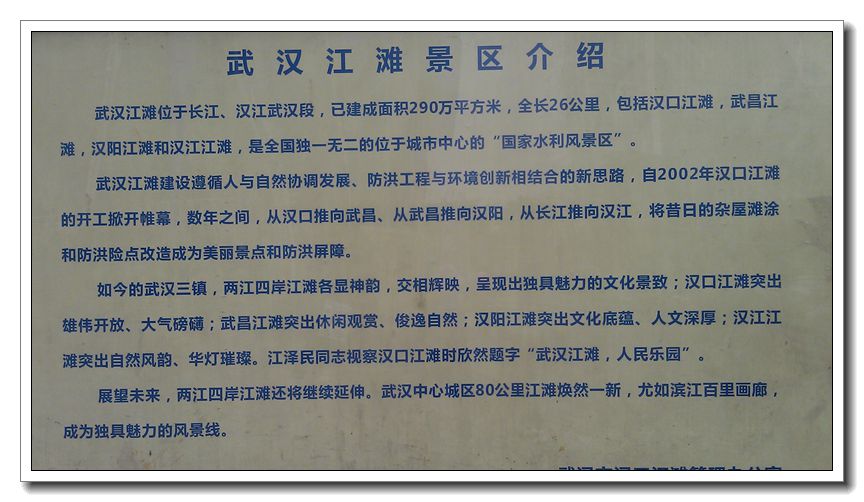 武汉江滩景区介绍
武汉江滩位于长江、汉江武汉段，已建成面积290万平方米，全长26公里，包括汉口江滩，武昌江
滩，汉阳江滩和汉江江滩，是全国独一无二的位于城市中心的“国家水利风景区”。
武汉江滩建设遵循人与自然协调发展、防洪工程与环境创新相结合的新思路，自2002年汉口江滩
的开工掀开帷幕，数年之间，从汉口推向武昌、从武昌推向汉阳，从长江推向汉江，将昔日的杂屋滩涂
和防洪险点改造成为美丽景点和防洪屏障。
如今的武汉三镇，两江四岸江滩各显神韵，交相辉映，呈现出独具魅力的文化景致；汉口江滩突出
雄伟开放、大气磅礴；武昌江滩突出休闲观赏、俊逸自然；汉阳江滩突出文化底蕴、人文深厚；汉江江
滩突出自然风韵、华灯璀璨。江泽民同志视察汉口江滩时欣然题字“武汉江滩，人民乐园”。
展望未来，两江四岸江滩还将继续延伸。武汉中心城区80公里江滩焕然一新，尤如滨江百里画廊，
成为独具魅力的风景线。